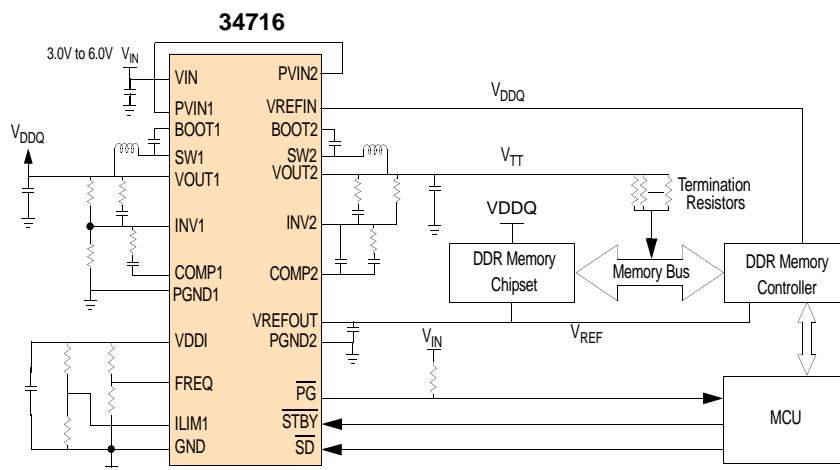 34716
3.0V to 6.0V VIN
VIN
PVIN1
BOOT1
SW1
VOUT1
INV1
COMP1
PGND1
VDDI
FREQ
ILIM1
GND
PVIN2
VREFIN
BOOT2
SW2
VOUT2
INV2
COMP2
VREFOUT
PGND2
PG
STBY
SD
VDDQ
VDDQ
VTT
Termination
Resistors
VDDQ
DDR Memory
Chipset
Memory Bus
DDR Memory
Controller
VREF
VIN
MCU